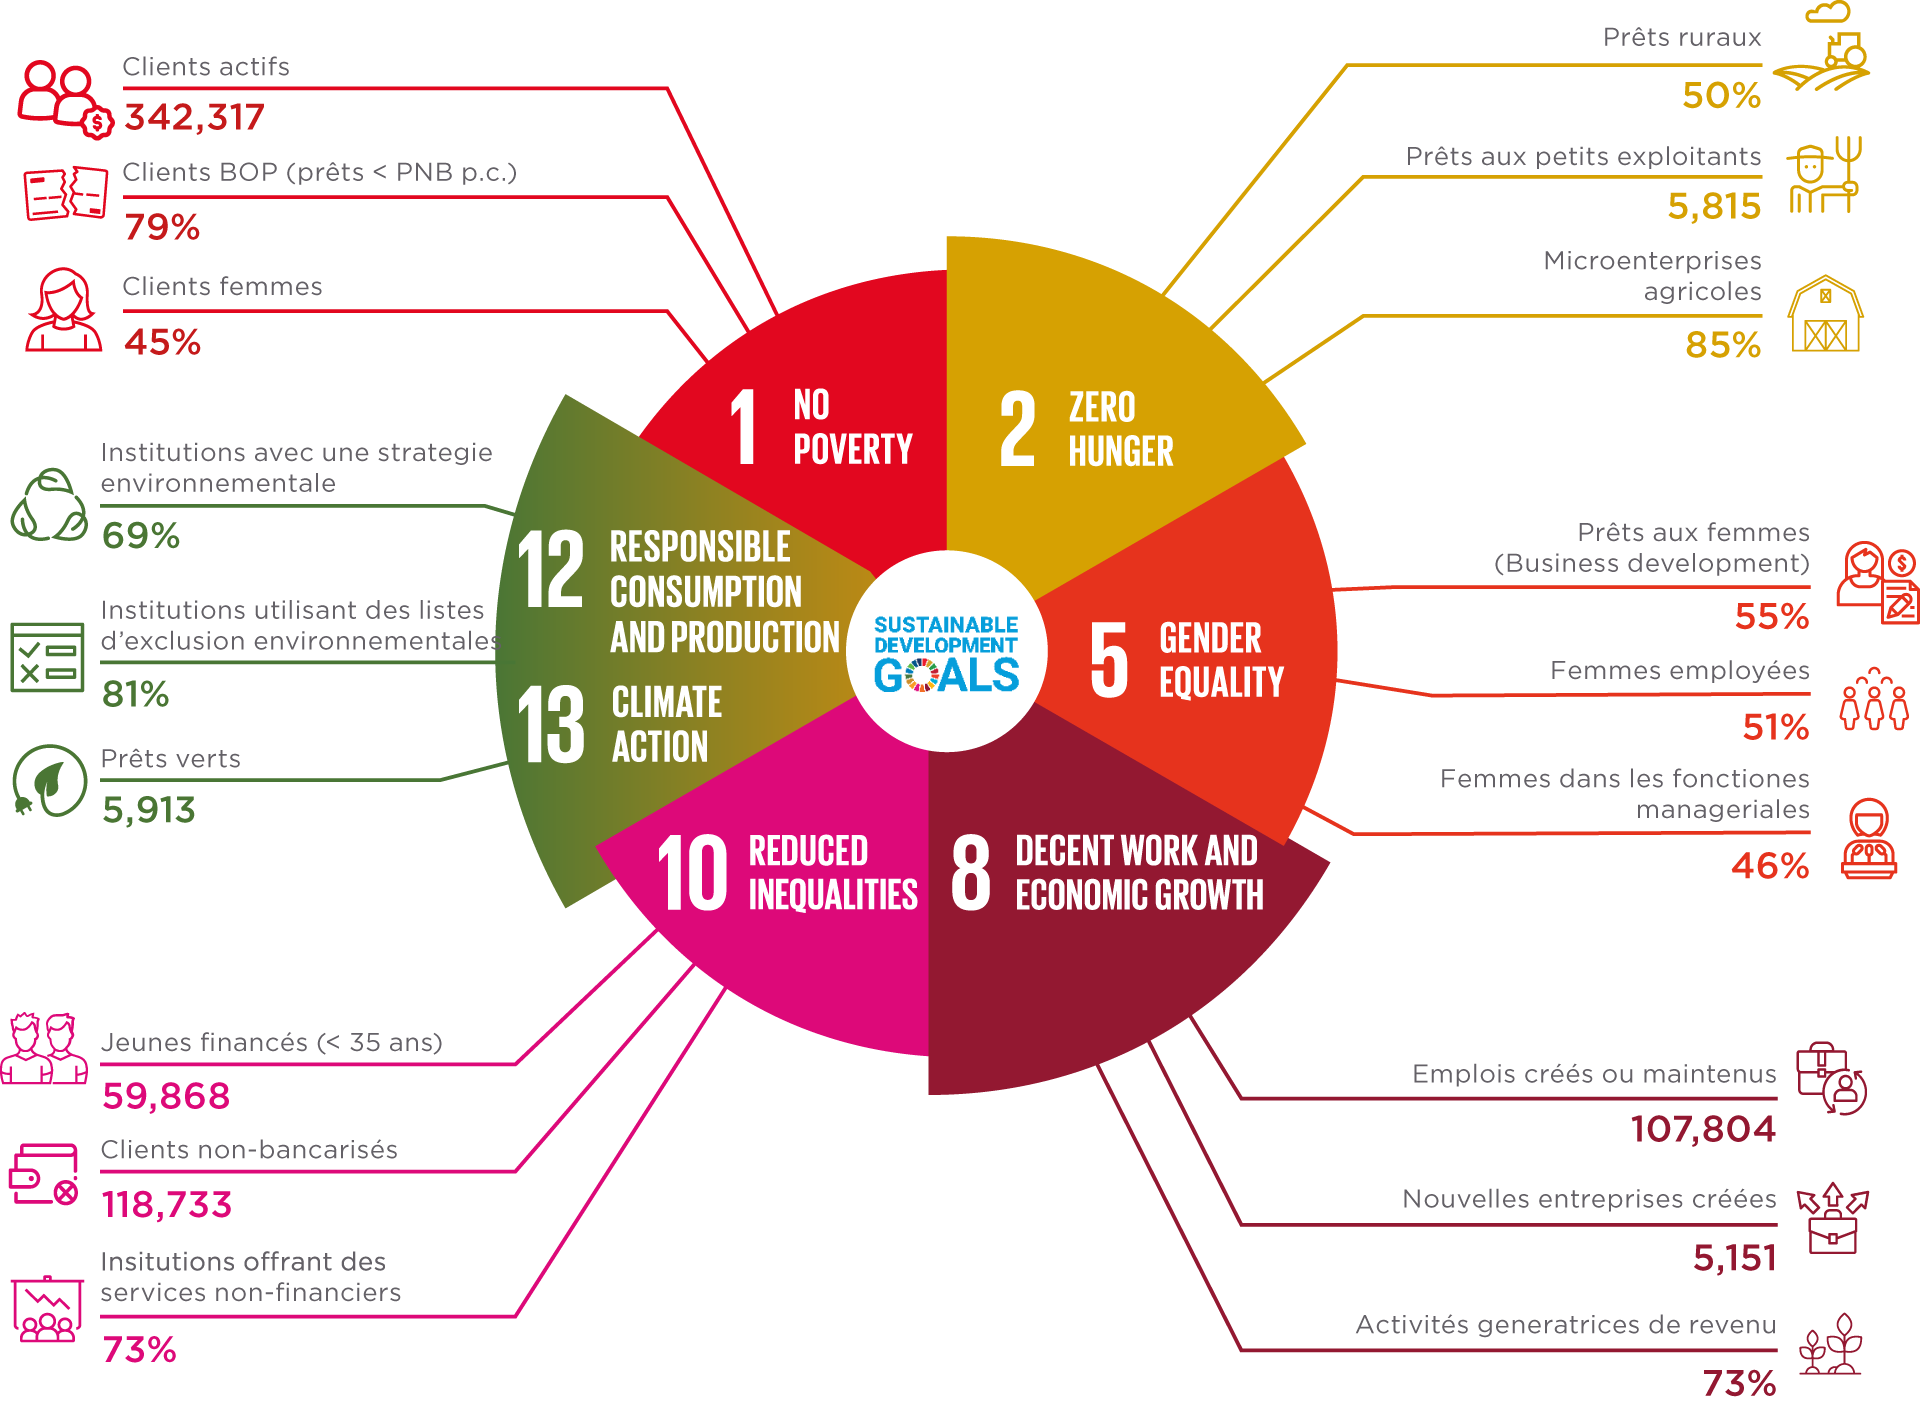 Clients actifs
342,317
Clients BOP (prêts < PNB p.c.)
79%
Clients femmes
45%
Institutions avec une strategie
environnementale
69%
Institutions utilisant des listes
d’exclusion environnementales
81%
Prêts verts
5,913
Jeunes financés (< 35 ans)
59,868
Clients non-bancarisés
118,733
Insitutions offrant des
services non-financiers
73%
1 NO
POVERTY
2 ZERO
HUNGER
12 RESPONSIBLE
CONSUMPTION
AND PRODUCTION
13 CLIMATE
ACTION
SUSTAINABLE
DEVELOPMENT
GOALS
5 GENDER
EQUALITY
10 REDUCED
INEQUALITIES
8 DECENT WORK AND
ECONOMIC GROWTH
Prêts ruraux
50%
Prêts aux petits exploitants
5,815
Microenterprises
agricoles
85%
Prêts aux femmes
(Business development)
55%
Femmes employées
51%
Femmes dans les fonctiones
manageriales
46%
Emplois créés ou maintenus
107,804
Nouvelles entreprises créées
5,151
Activités generatrices de revenu
73%